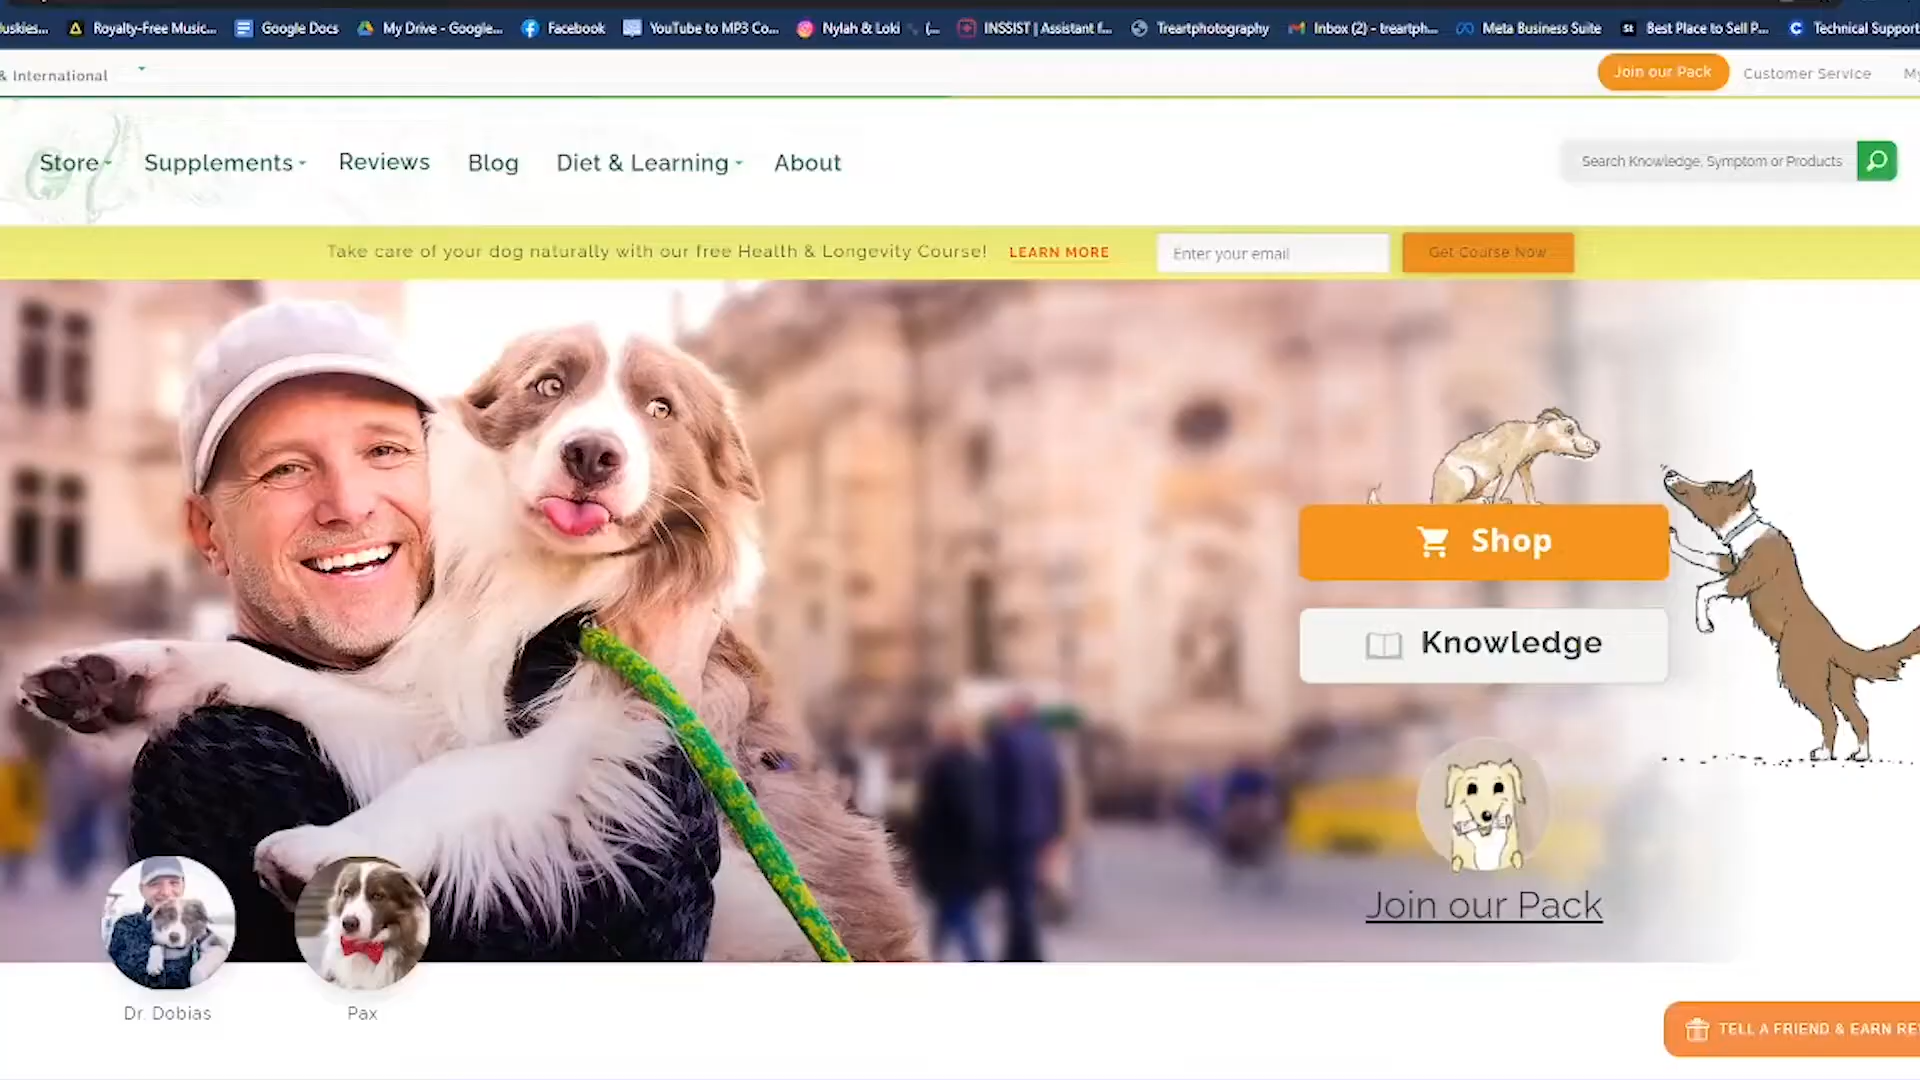 uskies... Royalty-Free Music... Google Docs My Drive - Google... Facebook YouTube to MP3 Co... Nylah & Loki (... INSSIST | Assistant f... Treartphotography Inbox (2) - treartph... Meta Business Suite St Best Place to Sell P... Technical Support
& International Join our Pack Customer Service My
Store Supplements Reviews Blog Diet & Learning About Search Knowledge, Symptom or Products
Take care of your dog naturally with our free Health & Longevity Course! LEARN MORE Enter your email Get Course Now
Shop
Knowledge
Join our Pack
Dr. Dobias Pax
TELL A FRIEND & EARN RE